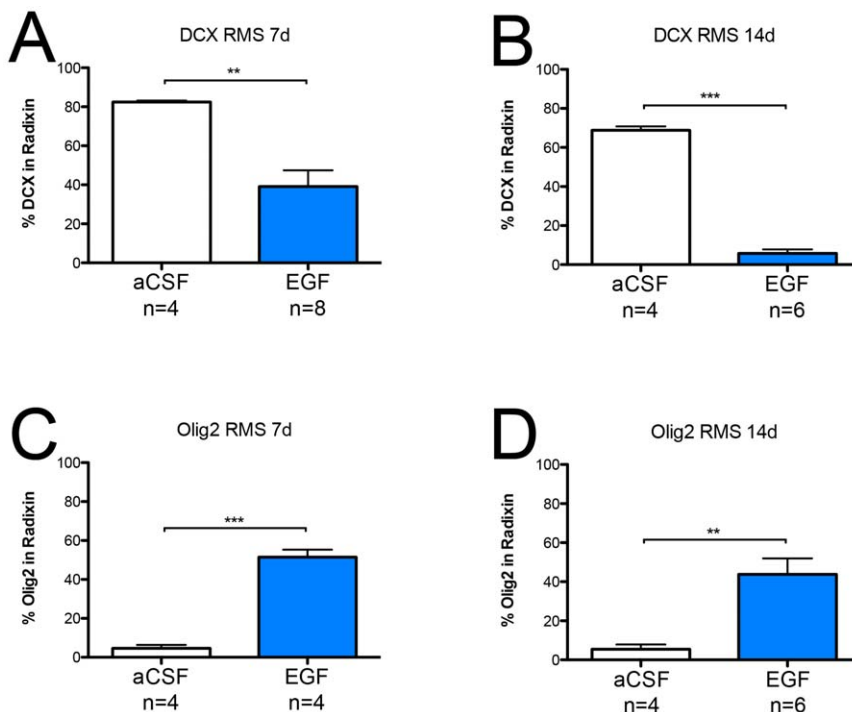 A
DCX RMS 7d
% DCX in Radixin
100
80
60
40
20
0
**
aCSF
EGF
n=4
n=8
B
DCX RMS 14d
% DCX in Radixin
100
80
60
40
20
0
***
aCSF
EGF
n=4
n=6
C
Olig2 RMS 7d
% Olig2 in Radixin
100
80
60
40
20
0
***
aCSF
EGF
n=4
n=4
D
Olig2 RMS 14d
% Olig2 in Radixin
100
80
60
40
20
0
**
aCSF
EGF
n=4
n=6